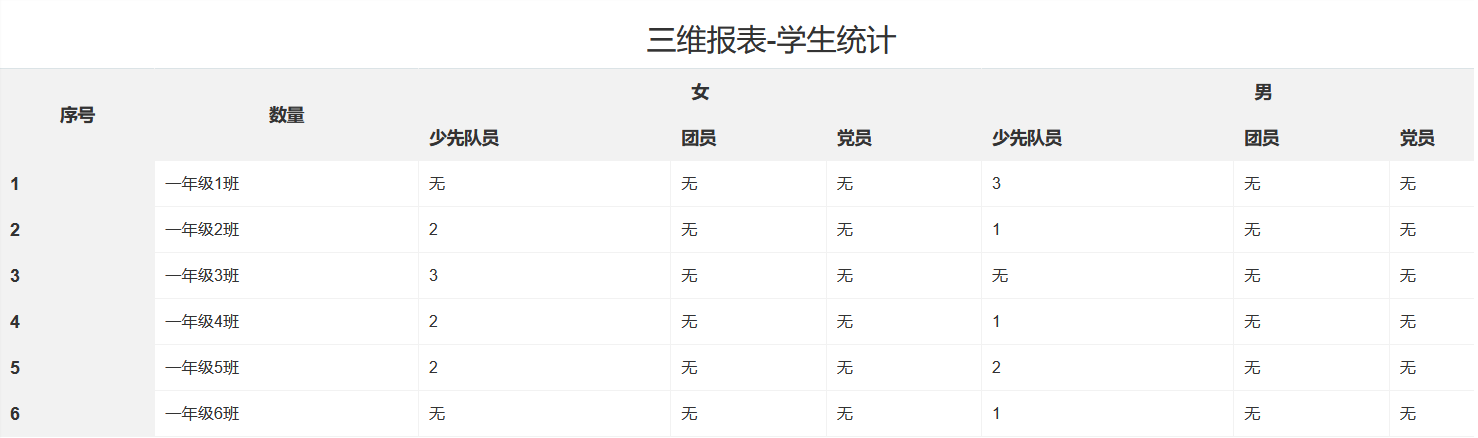 三维报表-学生统计
序号 数量 女 男
少先队员 团员 党员 少先队员 团员 党员
1 一年级1班 无 无 无 3 无 无
2 一年级2班 2 无 无 1 无 无
3 一年级3班 3 无 无 无 无 无
4 一年级4班 2 无 无 1 无 无
5 一年级5班 2 无 无 2 无 无
6 一年级6班 无 无 无 1 无 无